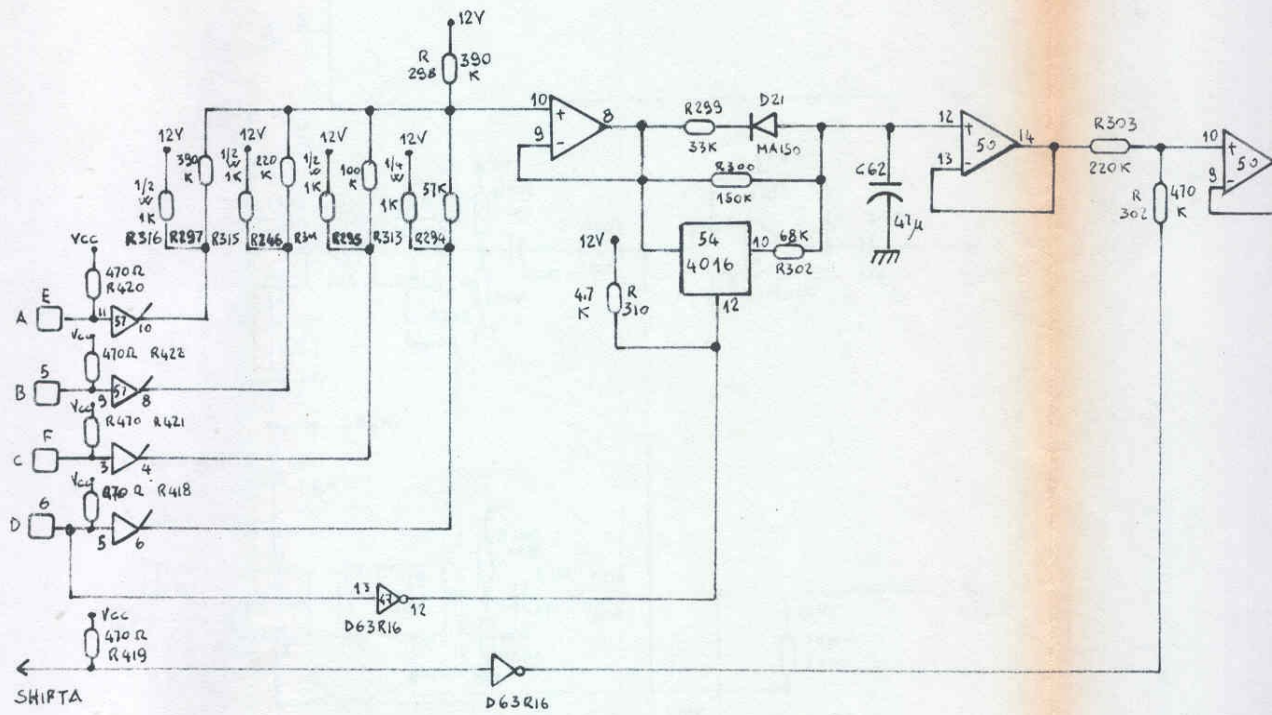 12V
R
298
390
K
10
+
9
-
8
R299
33K
D21
MA150
R300
150K
12
+
13
-
50
14
R303
220K
10
+
9
-
50
R
302
470
K
C62
47µ
12V
12V
12V
12V
1/2
W
1K
390
K
1/2
W
1K
220
K
1/2
W
1K
100
K
1/4
W
1K
57K
R316
R297
R315
R295
R313
R294
54
4016
10
68K
R302
12
12V
4.7
K
R
310
Vcc
470Ω
R420
A
E
11
57
10
Vcc
470Ω R422
B
5
9
57
8
Vcc
R470 R421
C
F
3
4
Vcc
470 Ω R418
D
6
5
6
13
47
12
D63R16
Vcc
470Ω
R419
SHIFTA
D63R16